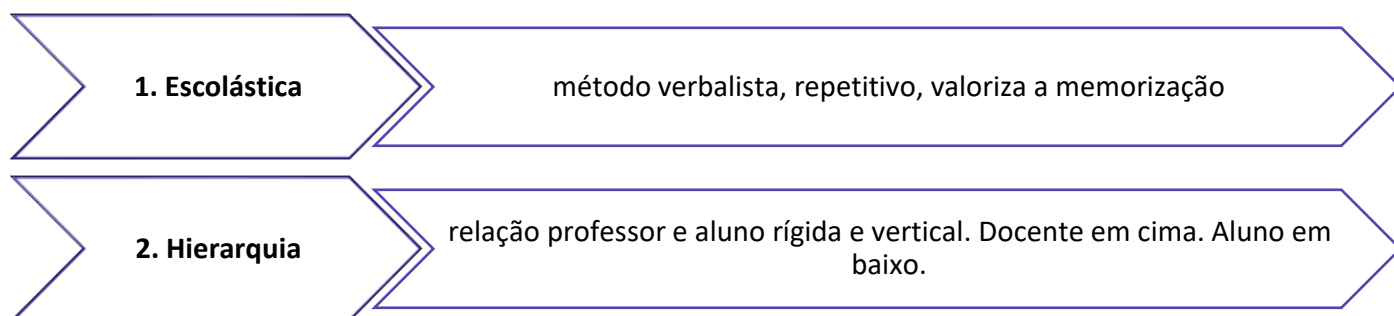 1. Escolástica
método verbalista, repetitivo, valoriza a memorização
2. Hierarquia
relação professor e aluno rígida e vertical. Docente em cima. Aluno em
baixo.